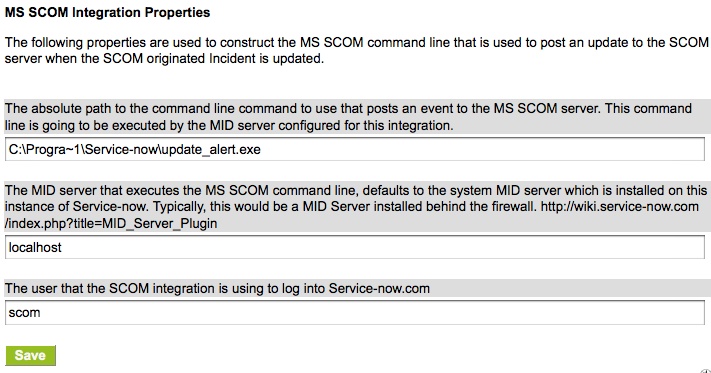 MS SCOM Integration Properties
The following properties are used to construct the MS SCOM command line that is used to post an update to the SCOM
server when the SCOM originated Incident is updated.
The absolute path to the command line command to use that posts an event to the MS SCOM server. This command
line is going to be executed by the MID server configured for this integration.
C:\Progra~1\Service-now\update_alert.exe
The MID server that executes the MS SCOM command line, defaults to the system MID server which is installed on this
instance of Service-now. Typically, this would be a MID Server installed behind the firewall. http://wiki.service-now.com
/index.php?title=MID_Server_Plugin
localhost
The user that the SCOM integration is using to log into Service-now.com
scom
Save